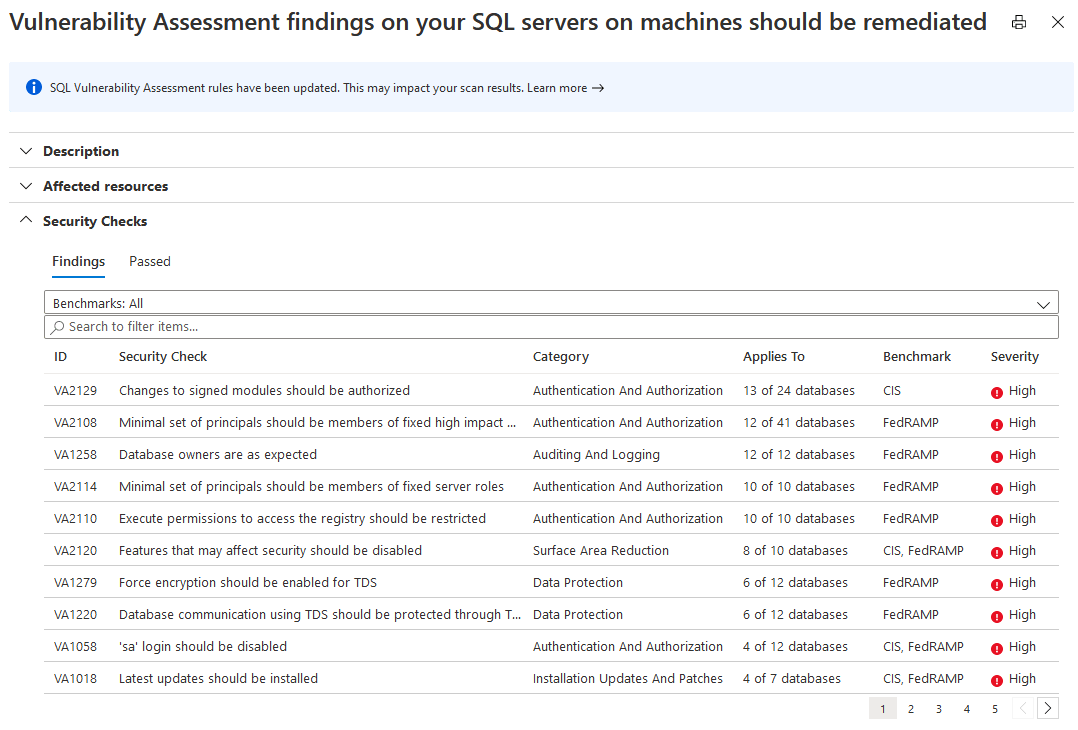 Vulnerability Assessment findings on your SQL servers on machines should be remediated
SQL Vulnerability Assessment rules have been updated. This may impact your scan results. Learn more →
Description
Affected resources
Security Checks
Findings Passed
Benchmarks: All
Search to filter items...
ID Security Check Category Applies To Benchmark Severity
VA2129 Changes to signed modules should be authorized Authentication And Authorization 13 of 24 databases CIS High
VA2108 Minimal set of principals should be members of fixed high impact ... Authentication And Authorization 12 of 41 databases FedRAMP High
VA1258 Database owners are as expected Auditing And Logging 12 of 12 databases FedRAMP High
VA2114 Minimal set of principals should be members of fixed server roles Authentication And Authorization 10 of 10 databases FedRAMP High
VA2110 Execute permissions to access the registry should be restricted Authentication And Authorization 10 of 10 databases FedRAMP High
VA2120 Features that may affect security should be disabled Surface Area Reduction 8 of 10 databases CIS, FedRAMP High
VA1279 Force encryption should be enabled for TDS Data Protection 6 of 12 databases FedRAMP High
VA1220 Database communication using TDS should be protected through T... Data Protection 6 of 12 databases FedRAMP High
VA1058 'sa' login should be disabled Authentication And Authorization 4 of 12 databases CIS, FedRAMP High
VA1018 Latest updates should be installed Installation Updates And Patches 4 of 7 databases CIS, FedRAMP High
1 2 3 4 5